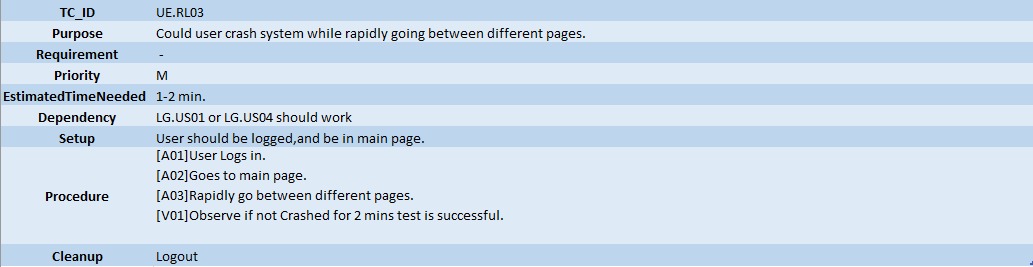 TC_ID UE.RL03
Purpose Could user crash system while rapidly going between different pages.
Requirement -
Priority M
EstimatedTimeNeeded 1-2 min.
Dependency LG.US01 or LG.US04 should work
Setup User should be logged,and be in main page.
[A01]User Logs in.
[A02]Goes to main page.
Procedure [A03]Rapidly go between different pages.
[V01]Observe if not Crashed for 2 mins test is successful.
Cleanup Logout